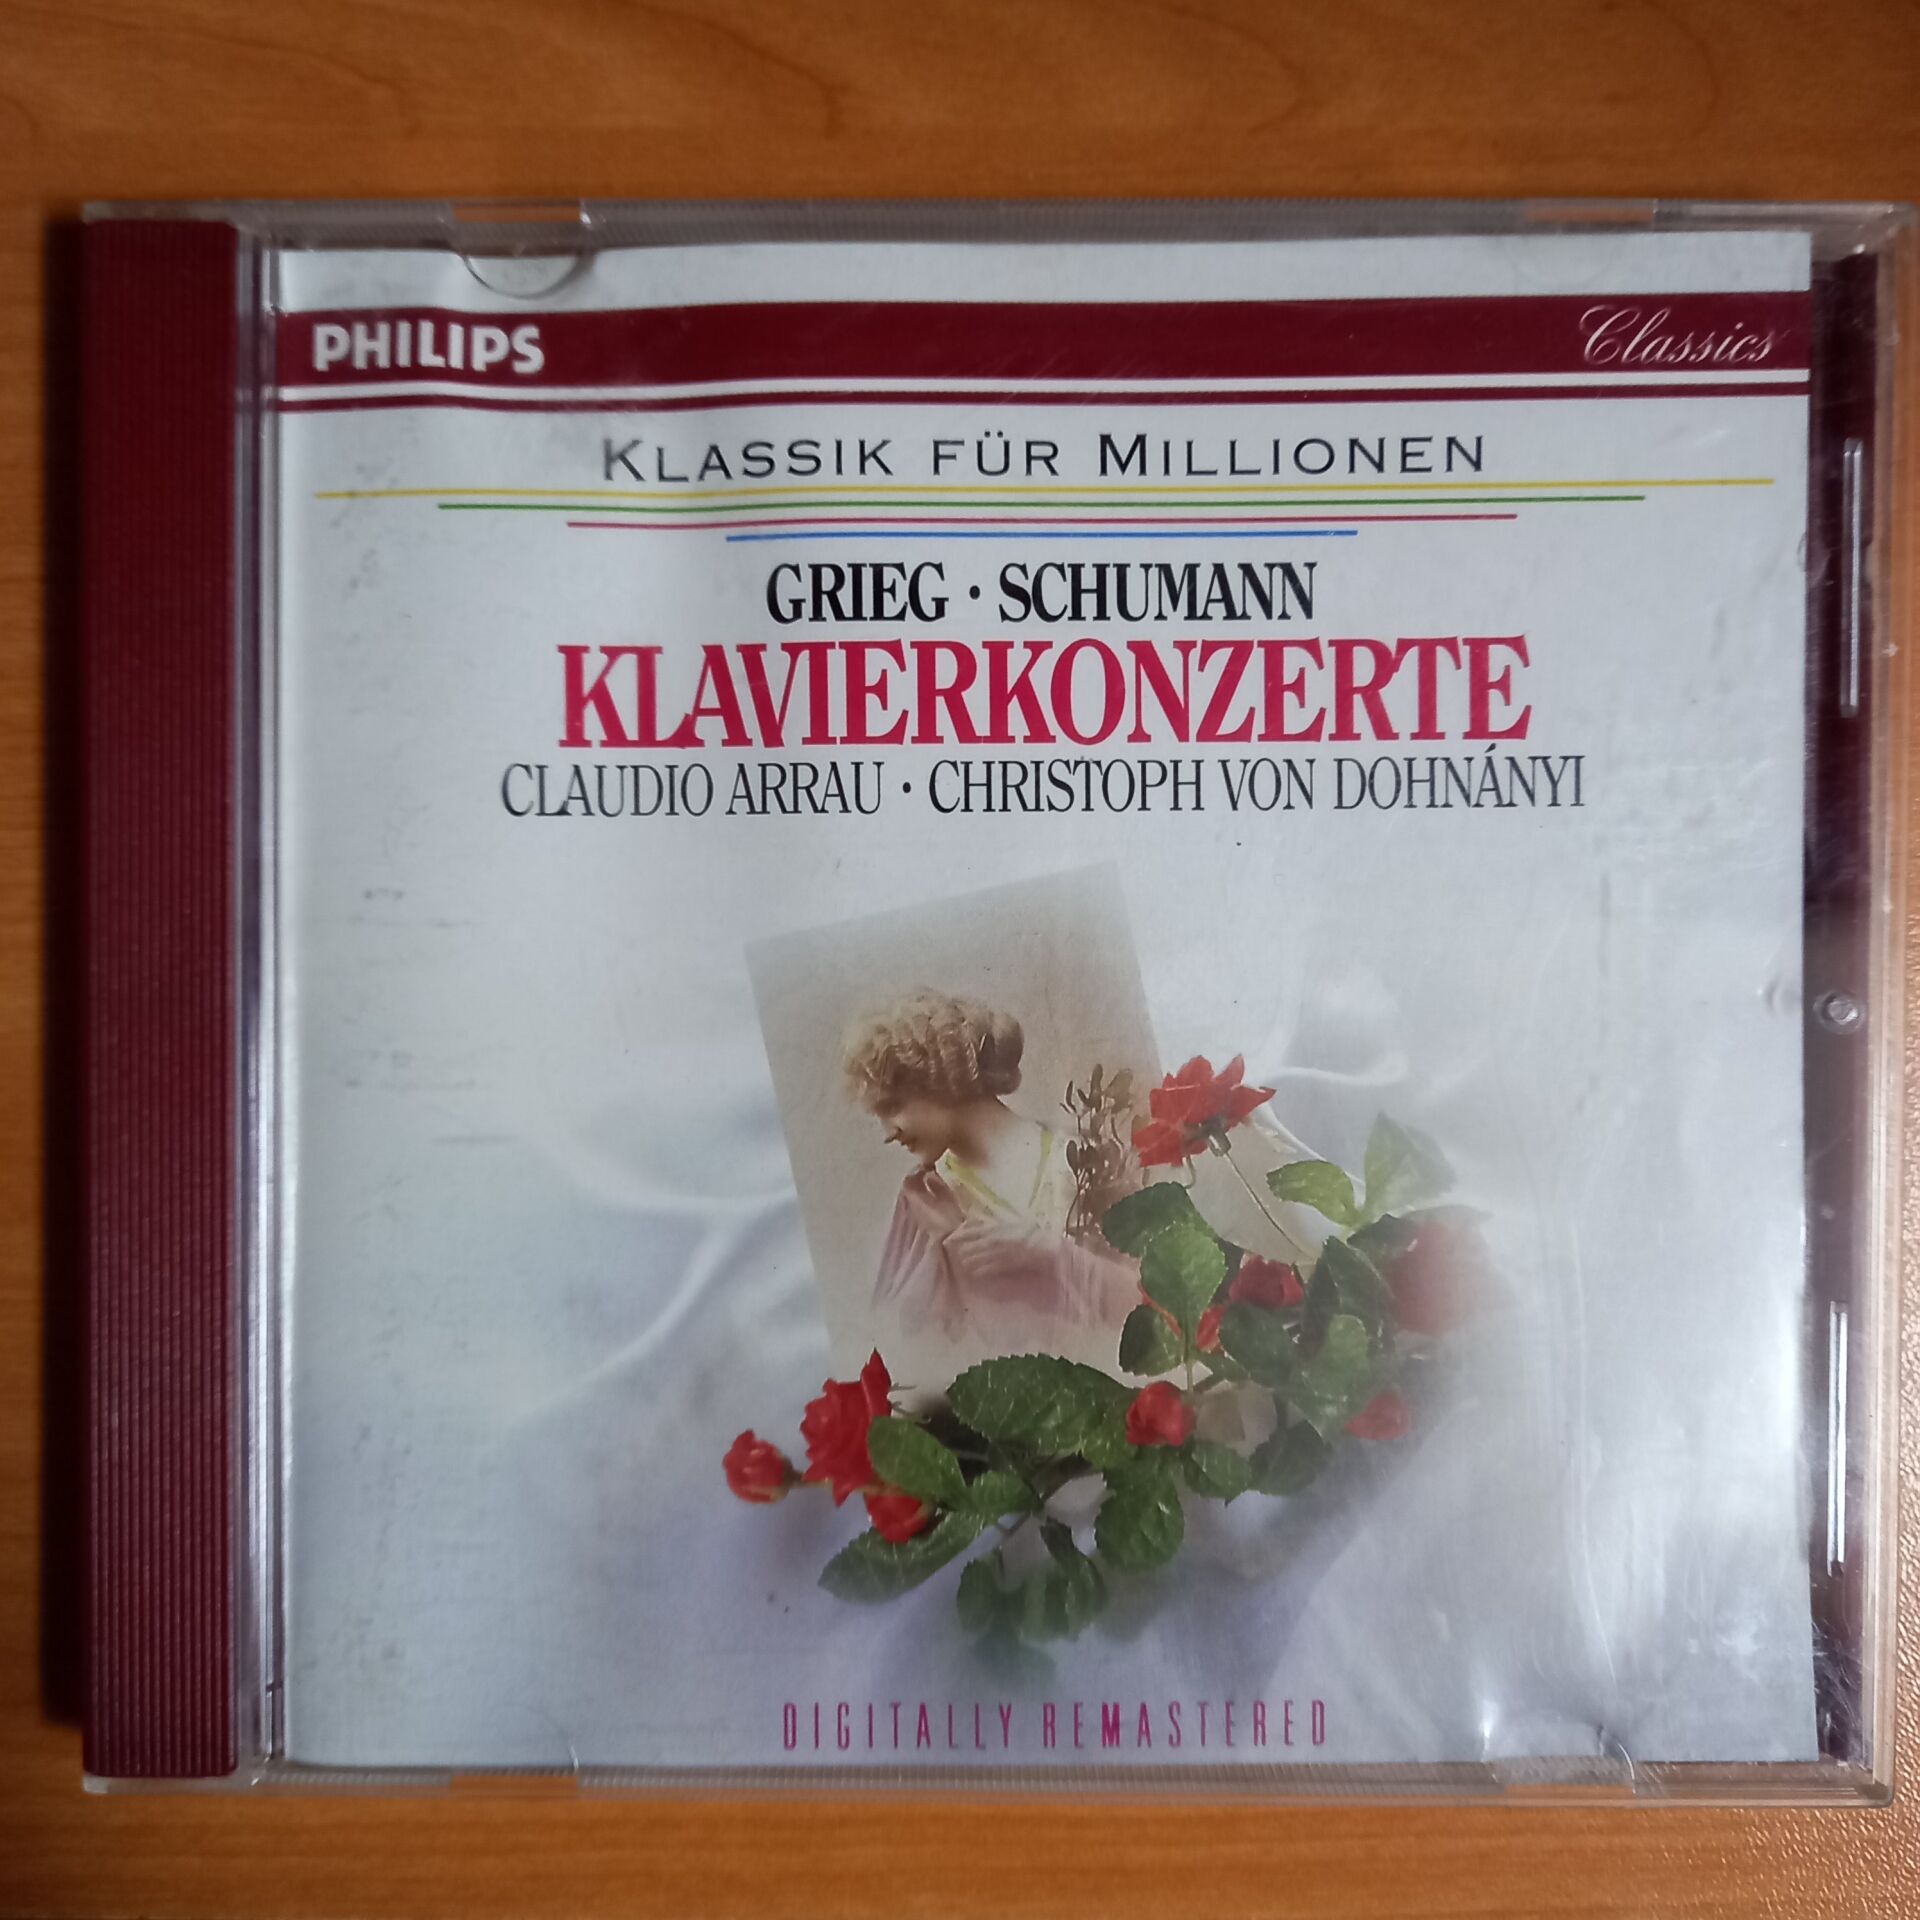 PHILIPS Classics
KLASSIK FÜR MILLIONEN
GRIEG · SCHUMANN
KLAVIERKONZERTE
CLAUDIO ARRAU · CHRISTOPH VON DOHNÁNYI
DIGITALLY REMASTERED